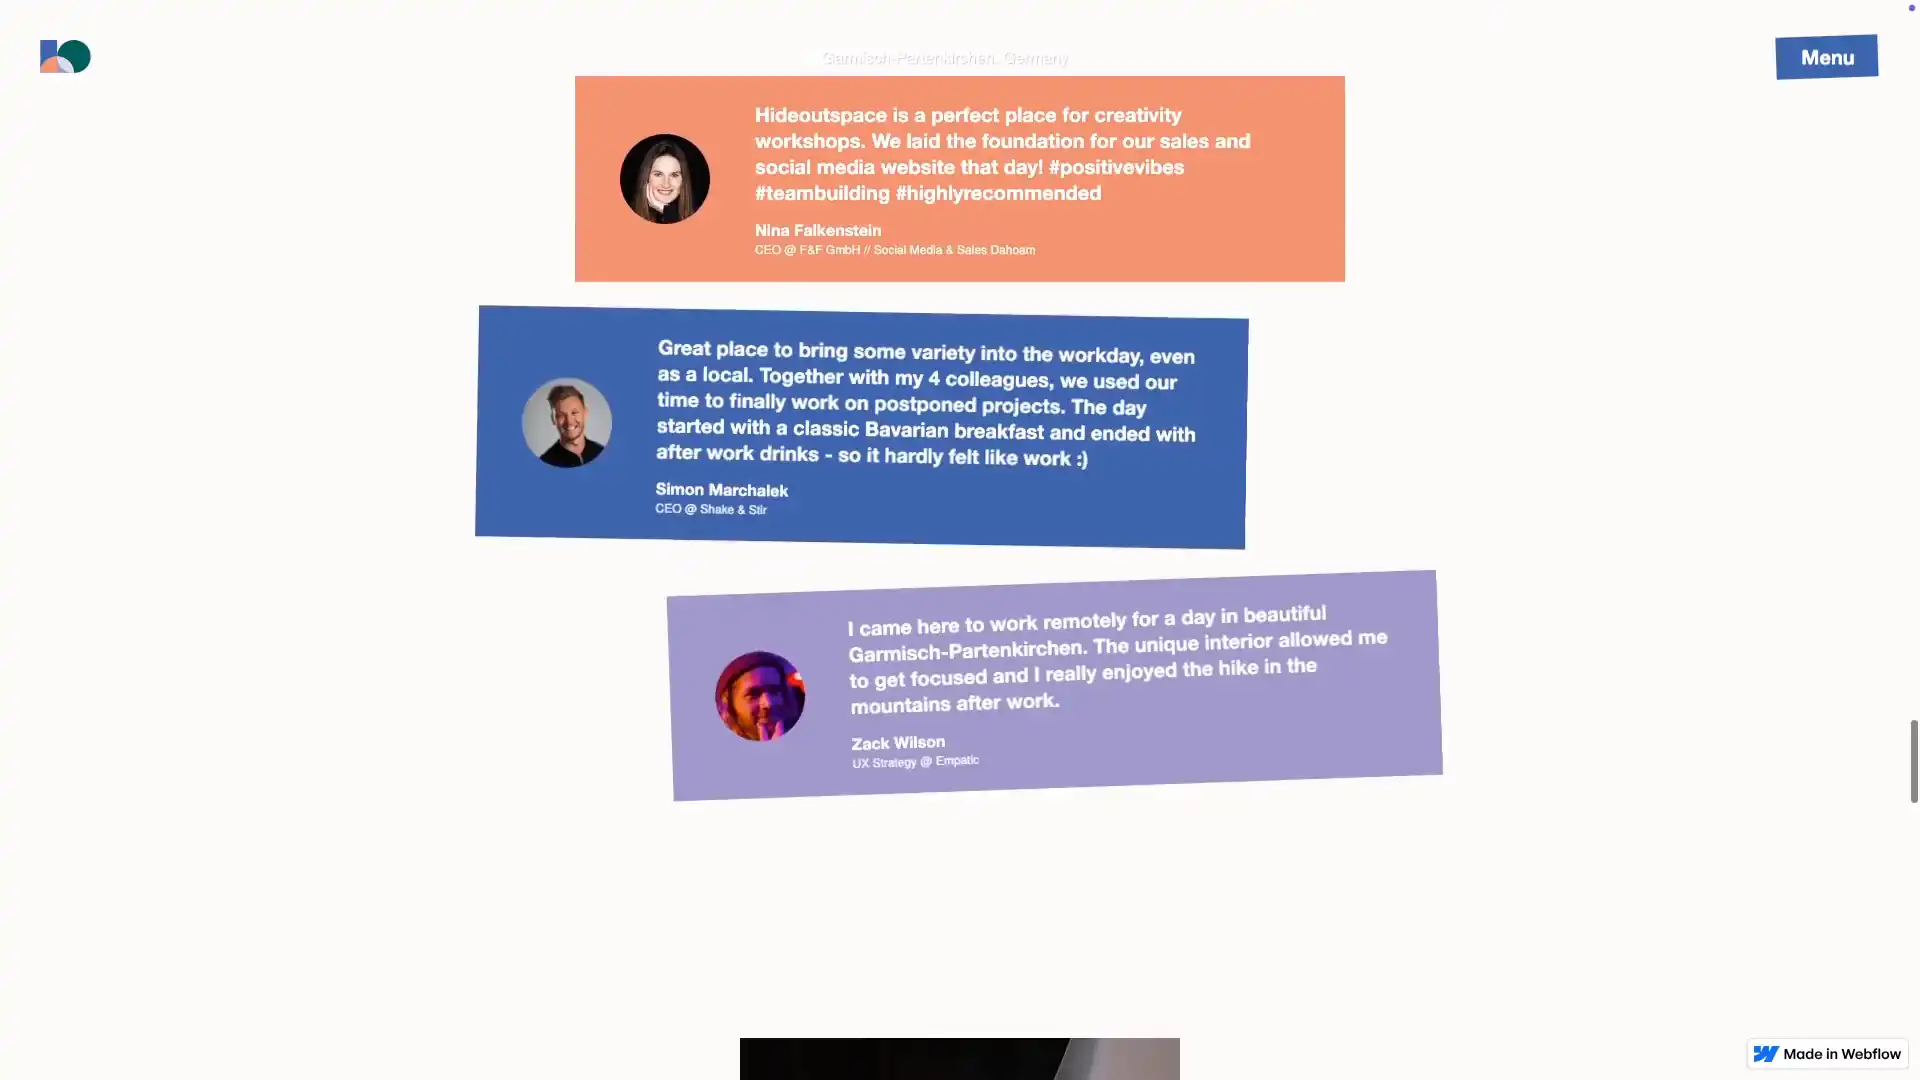 Garmisch-Partenkirchen, Germany
Menu
Hideoutspace is a perfect place for creativity
workshops. We laid the foundation for our sales and
social media website that day! #positivevibes
#teambuilding #highlyrecommended
Nina Falkenstein
CEO @ F&F GmbH // Social Media & Sales Dahoam
Great place to bring some variety into the workday, even
as a local. Together with my 4 colleagues, we used our
time to finally work on postponed projects. The day
started with a classic Bavarian breakfast and ended with
after work drinks - so it hardly felt like work :)
Simon Marchalek
CEO @ Shake & Stir
I came here to work remotely for a day in beautiful
Garmisch-Partenkirchen. The unique interior allowed me
to get focused and I really enjoyed the hike in the
mountains after work.
Zack Wilson
UX Strategy @ Empatic
Made in Webflow